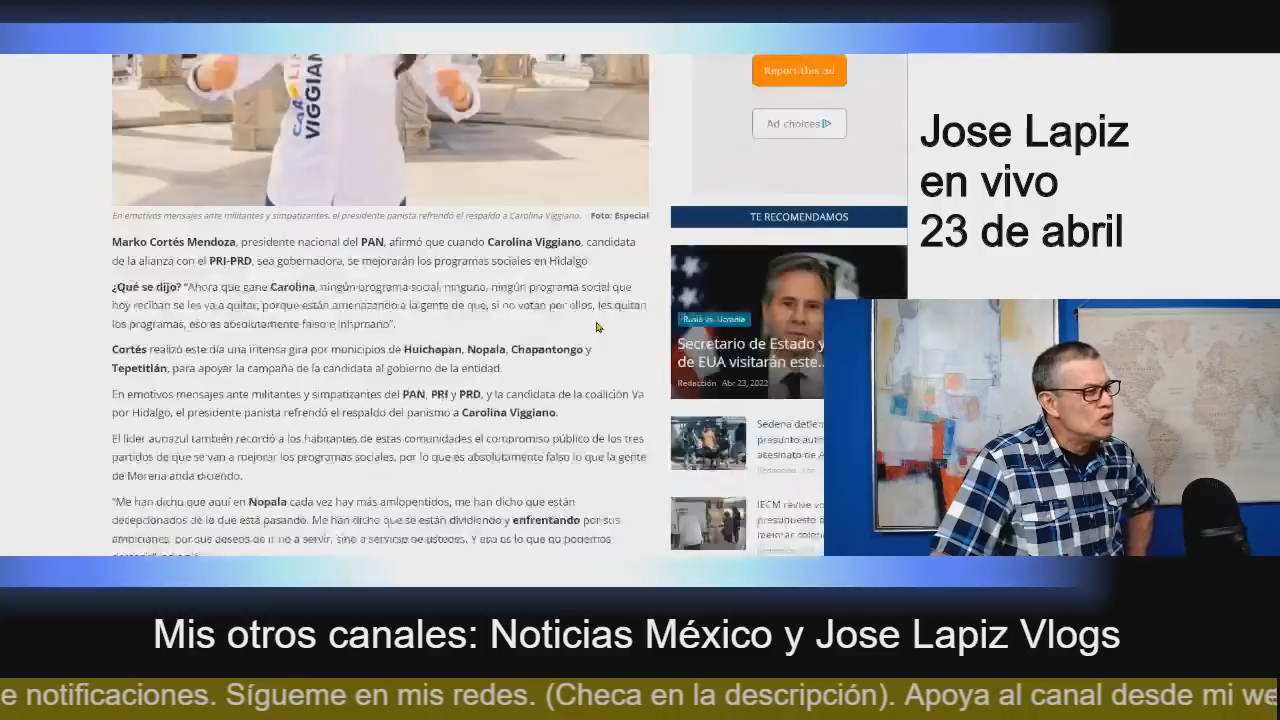 CAROLINA
VIGGIANO
Report this ad
Ad choices
En emotivos mensajes ante militantes y simpatizantes, el presidente panista refrendó el respaldo a Carolina Viggiano. Foto: Especial
Marko Cortés Mendoza, presidente nacional del PAN, afirmó que cuando Carolina Viggiano, candidata
de la alianza con el PRI-PRD, sea gobernadora, se mejorarán los programas sociales en Hidalgo
¿Qué se dijo? "Ahora que gane Carolina, ningún programa social, ninguno, ningún programa social que
hoy reciban se les va a quitar, porque están amenazando a la gente de que, si no votan por ellos, les quitan
los programas, eso es absolutamente falso e inhumano".
Cortés realizó este día una intensa gira por municipios de Huichapan, Nopala, Chapantongo y
Tepetitlán, para apoyar la campaña de la candidata al gobierno de la entidad.
En emotivos mensajes ante militantes y simpatizantes del PAN, PRI y PRD, y la candidata de la coalición Va
por Hidalgo, el presidente panista refrendó el respaldo del panismo a Carolina Viggiano.
El líder también recordó a los habitantes de estas comunidades el compromiso público de los tres
partidos de que se van a mejorar los programas sociales, por lo que es absolutamente falso lo que la gente
de Morena anda diciendo.
"Me han dicho que aquí en Nopala cada vez hay más me han dicho que están
decepcionados de lo que está pasando. Me han dicho que se están dividiendo y enfrentando por sus
ambiciones, por sus deseos de ir no a servir, sino a servirse de ustedes. Y eso es lo que no podemos
TE RECOMENDAMOS
Rusia vs. Ucrania
Secretario de Estado y
de EUA visitarán este...
Redacción Abr 23, 2022
Sedena
presunto
asesinato de A
Redacción
IECM revive
presupuesto
Jose Lapiz
en vivo
23 de abril
Mis otros canales: Noticias México y Jose Lapiz Vlogs
e notificaciones. Sígueme en mis redes. (Checa en la descripción). Apoya al canal desde mi we